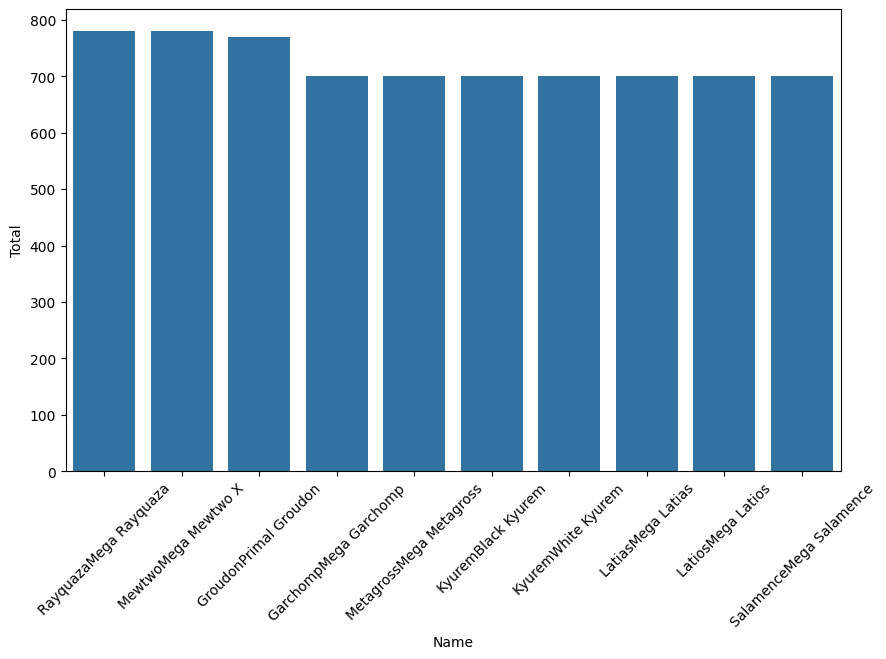 800
700
600
500
400
300
200
100
0
Total
RayquazaMega Rayquaza
MewtwoMega Mewtwo X
GroudonPrimal Groudon
GarchompMega Garchomp
MetagrossMega Metagross
KyuremBlack Kyurem
KyuremWhite Kyurem
LatiasMega Latias
LatiosMega Latios
SalamenceMega Salamence
Name